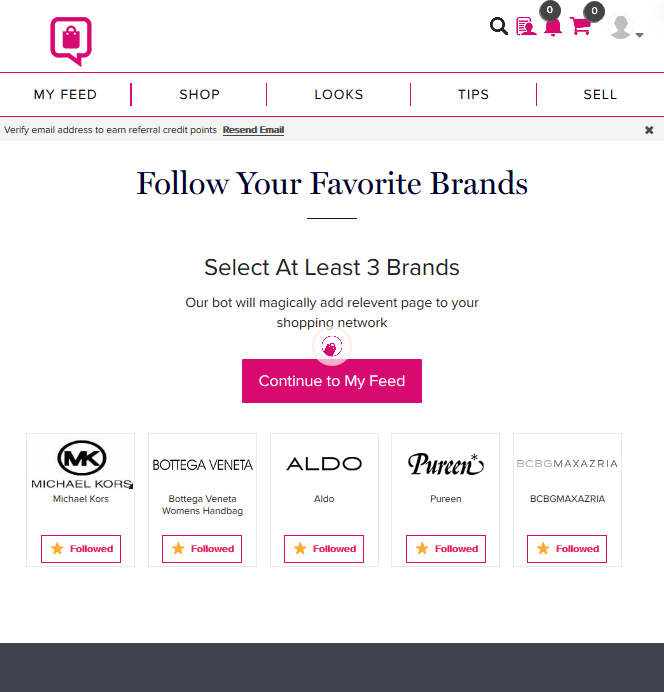 0
0
MY FEED
SHOP
LOOKS
TIPS
SELL
Verify email address to earn referral credit points Resend Email
Follow Your Favorite Brands
Select At Least 3 Brands
Our bot will magically add relevent page to your
shopping network
Continue to My Feed
MK
MICHAEL KORS
Michael Kors
Followed
BOTTEGA VENETA
Bottega Veneta
Womens Handbag
Followed
ALDO
Aldo
Followed
Pureen
Pureen
Followed
BCBGMAXAZRIA
BCBGMAXAZRIA
Followed